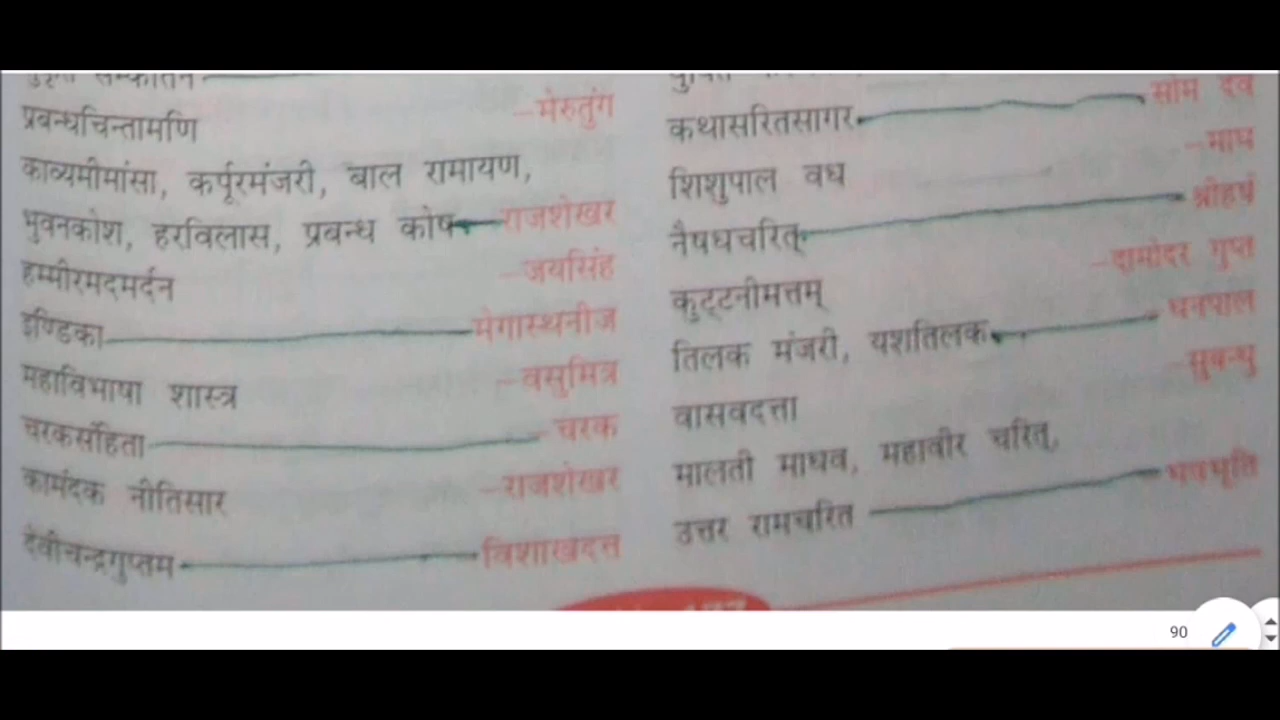 प्रबन्धचिन्तामणि -मेरुतुंग
काव्यमीमांसा, कर्पूरमंजरी, बाल रामायण,
भुवनकोश, हरविलास, प्रबन्ध कोष राजशेखर
हम्मीरमदमर्दन -जयसिंह
इण्डिका मेगास्थनीज
महाविभाषा शास्त्र -वसुमित्र
चरकसंहिता चरक
कामंदक नीतिसार -राजशेखर
देवीचन्द्रगुप्तम विशाखदत्त
कथासरितसागर सोम देव
शिशुपाल वध -माघ
नैषधचरित् श्रीहर्ष
कुट्टनीमत्तम् -दामोदर गुप्त
तिलक मंजरी, यशतिलक धनपाल
वासवदत्ता -सुबन्धु
मालती माधव, महावीर चरित्,
उत्तर रामचरित भवभूति
90